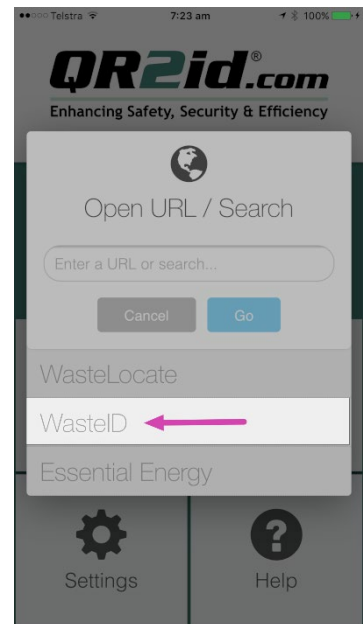 Telstra 7:23 am 100%
QR2id.com®
Enhancing Safety, Security & Efficiency
Open URL / Search
Enter a URL or search...
Cancel Go
WasteLocate
WasteID
Essential Energy
Settings Help